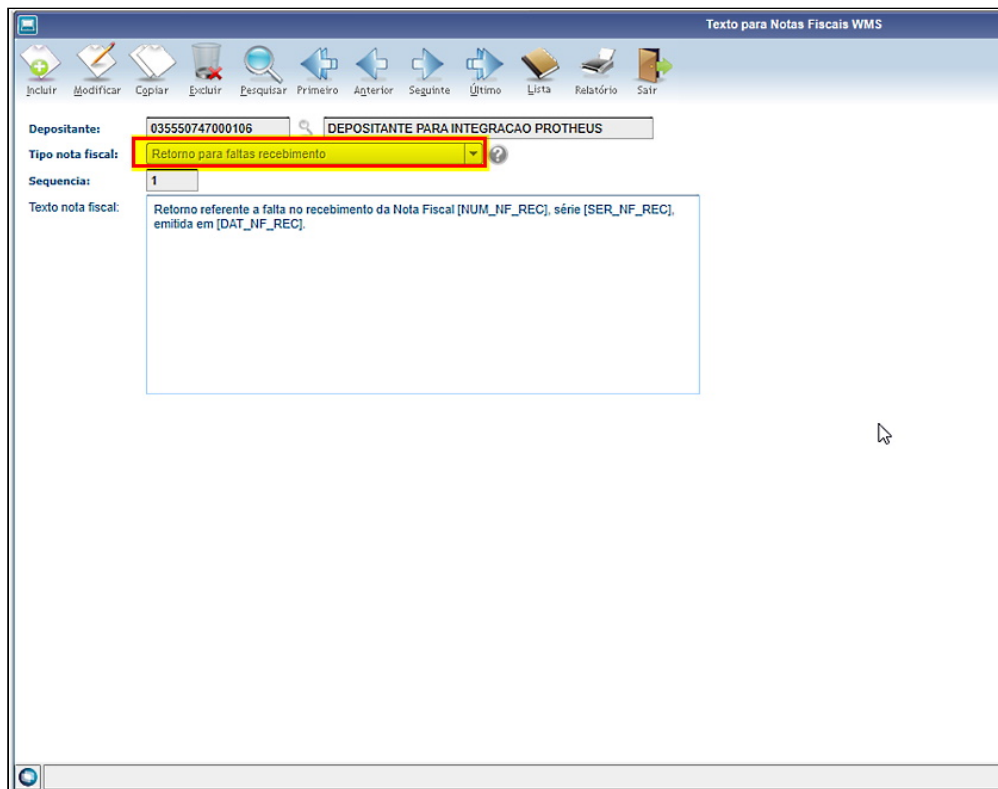 Texto para Notas Fiscais WMS
Incluir Modificar Copiar Excluir Pesquisar Primeiro Anterior Seguinte Último Lista Relatório Sair
Depositante: 035550747000106 DEPOSITANTE PARA INTEGRACAO PROTHEUS
Tipo nota fiscal: Retorno para faltas recebimento
Sequencia: 1
Texto nota fiscal: Retorno referente a falta no recebimento da Nota Fiscal [NUM_NF_REC], série [SER_NF_REC],
emitida em [DAT_NF_REC].